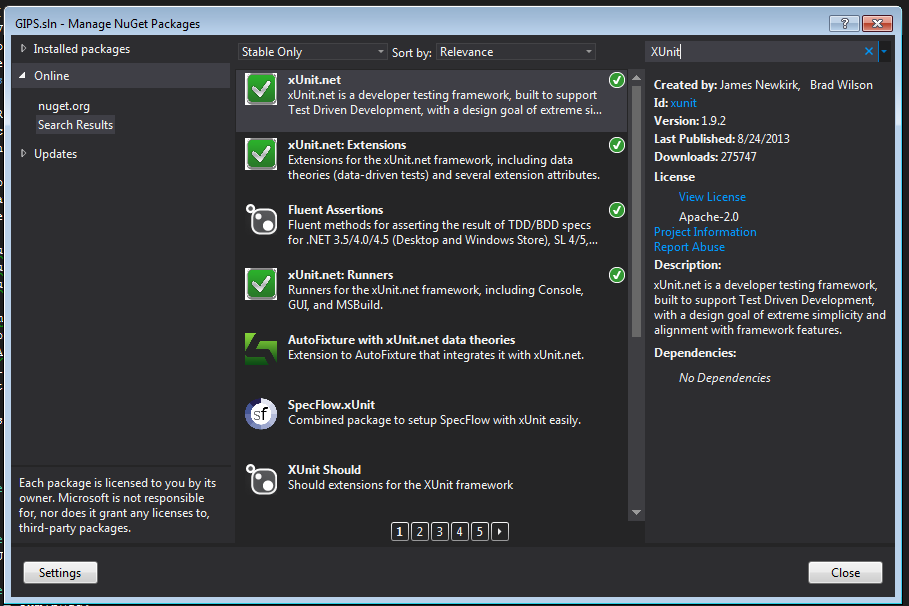 GIPS.sln - Manage NuGet Packages
Installed packages
Online
nuget.org
Search Results
Updates
Each package is licensed to you by its
owner. Microsoft is not responsible
for, nor does it grant any licenses to,
third-party packages.
Stable Only
Sort by:
Relevance
xUnit.net
xUnit.net is a developer testing framework, built to support
Test Driven Development, with a design goal of extreme si...
xUnit.net: Extensions
Extensions for the xUnit.net framework, including data
theories (data-driven tests) and several extension attributes.
Fluent Assertions
Fluent methods for asserting the result of TDD/BDD specs
for .NET 3.5/4.0/4.5 (Desktop and Windows Store), SL 4/5,...
xUnit.net: Runners
Runners for the xUnit.net framework, including Console,
GUI, and MSBuild.
AutoFixture with xUnit.net data theories
Extension to AutoFixture that integrates it with xUnit.net.
sf
SpecFlow.xUnit
Combined package to setup SpecFlow with xUnit easily.
XUnit Should
Should extensions for the XUnit framework
1 2 3 4 5
XUnit
Created by: James Newkirk, Brad Wilson
Id: xunit
Version: 1.9.2
Last Published: 8/24/2013
Downloads: 275747
License
View License
Apache-2.0
Project Information
Report Abuse
Description:
xUnit.net is a developer testing framework,
built to support Test Driven Development,
with a design goal of extreme simplicity and
alignment with framework features.
Dependencies:
No Dependencies
Settings
Close